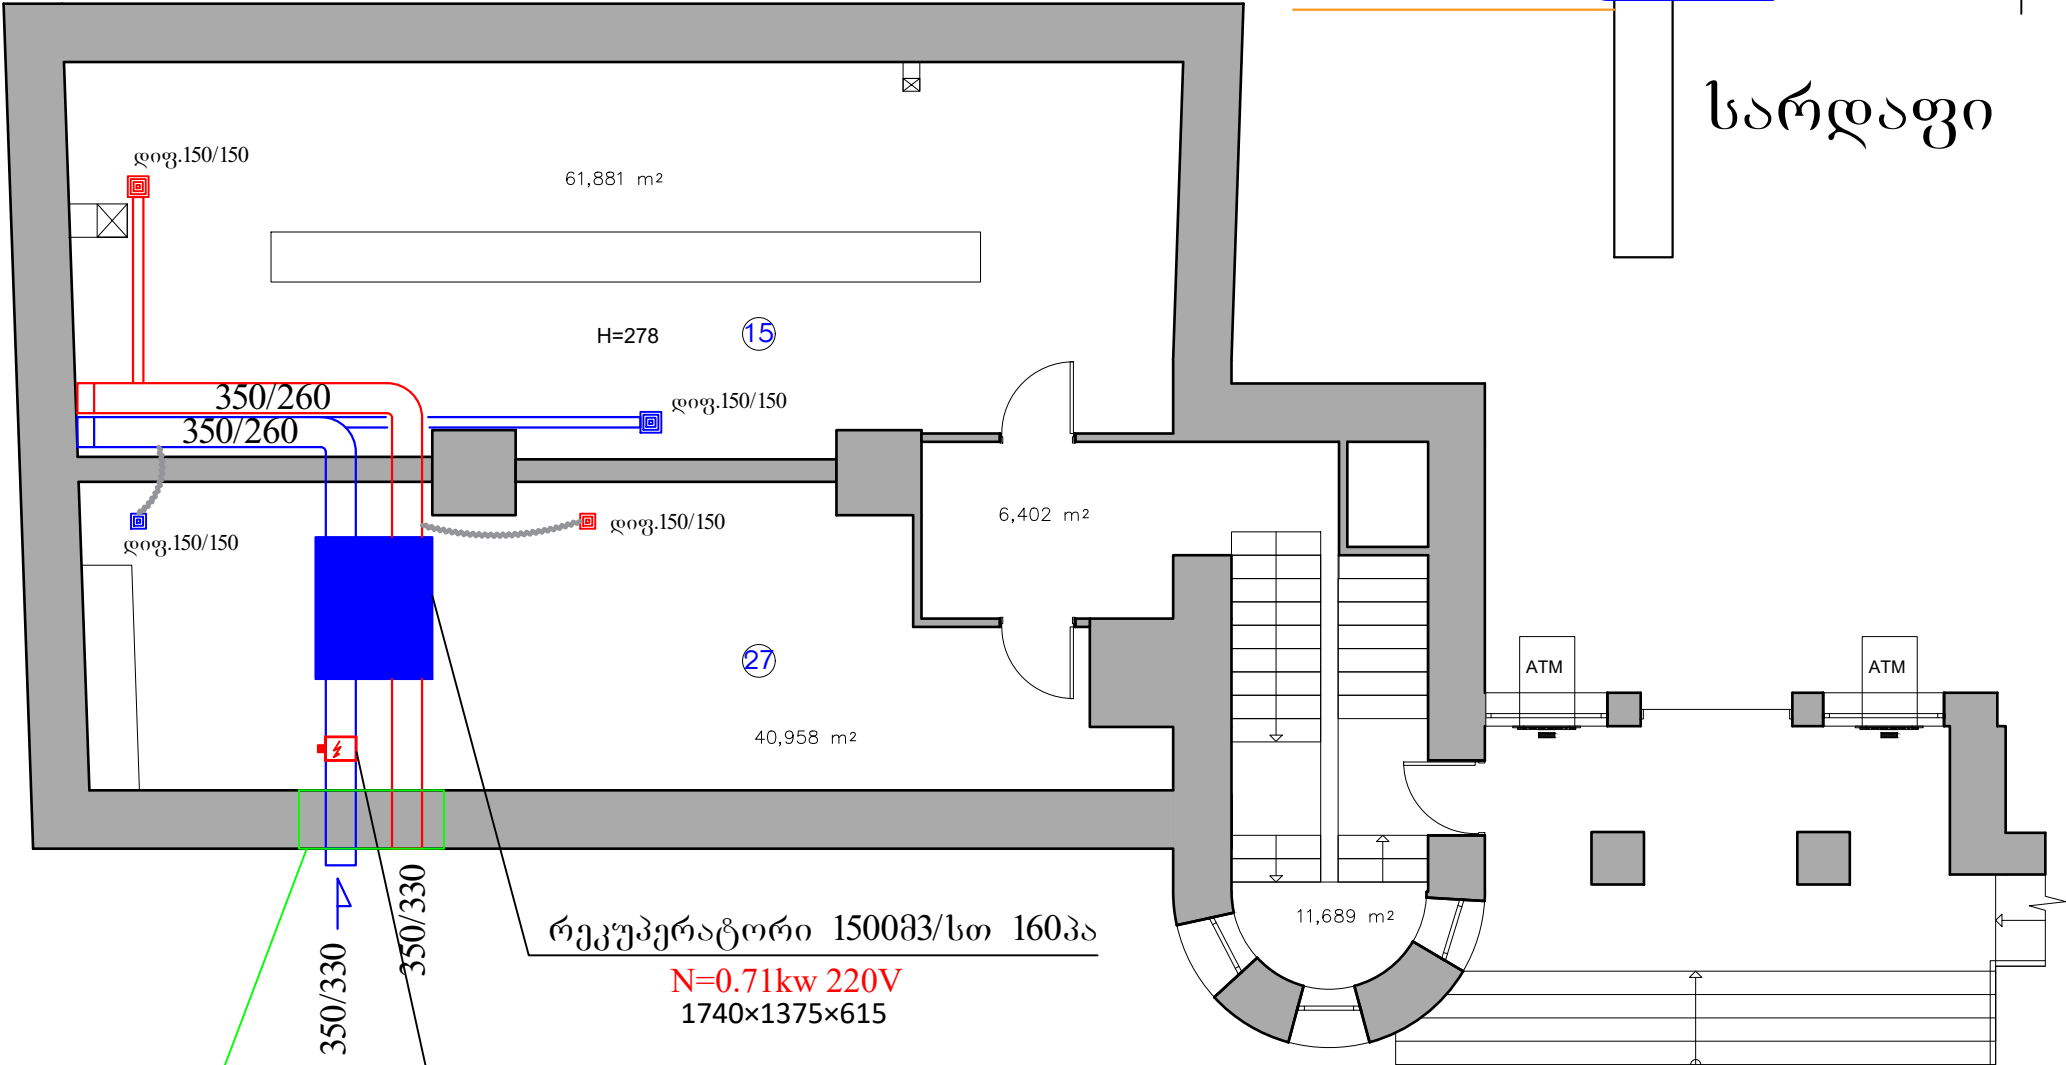 სარდაფი
დიფ.150/150
61,881 m²
H=278
15
350/260
დიფ.150/150
350/260
6,402 m²
დიფ.150/150
დიფ.150/150
27
ATM
ATM
40,958 m²
350/330
350/330
11,689 m²
რეკუპერატორი 1500მ3/სთ 160პა
N=0.71kw 220V
1740×1375×615